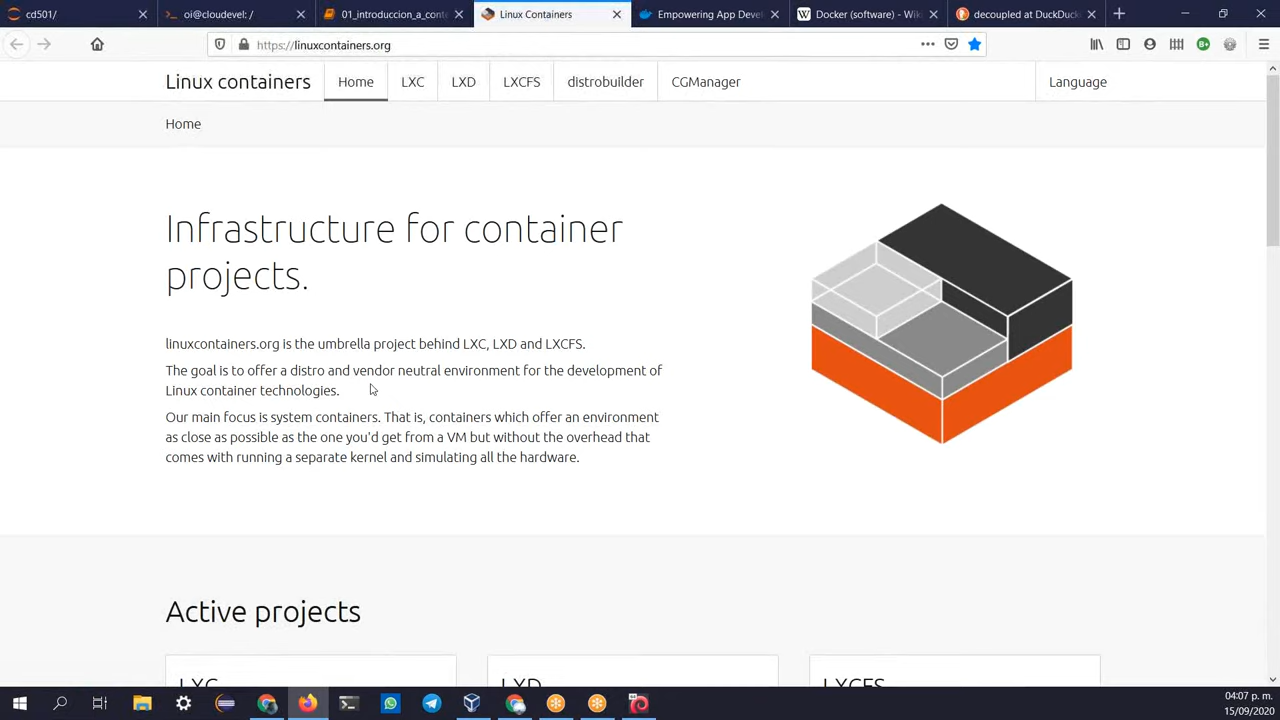 cd501/
oi@cloudevel: /
01_introduccion_a_conte
Linux Containers
Empowering App Devel
Docker (software) - Wiki
decoupled at DuckDuck
https://linuxcontainers.org
Linux containers
Home
LXC
LXD
LXCFS
distrobuilder
CGManager
Language
Home
Infrastructure for container
projects.
linuxcontainers.org is the umbrella project behind LXC, LXD and LXCFS.
The goal is to offer a distro and vendor neutral environment for the development of
Linux container technologies.
Our main focus is system containers. That is, containers which offer an environment
as close as possible as the one you'd get from a VM but without the overhead that
comes with running a separate kernel and simulating all the hardware.
Active projects
LXC
LXD
LXCFS
04:07 p. m.
15/09/2020